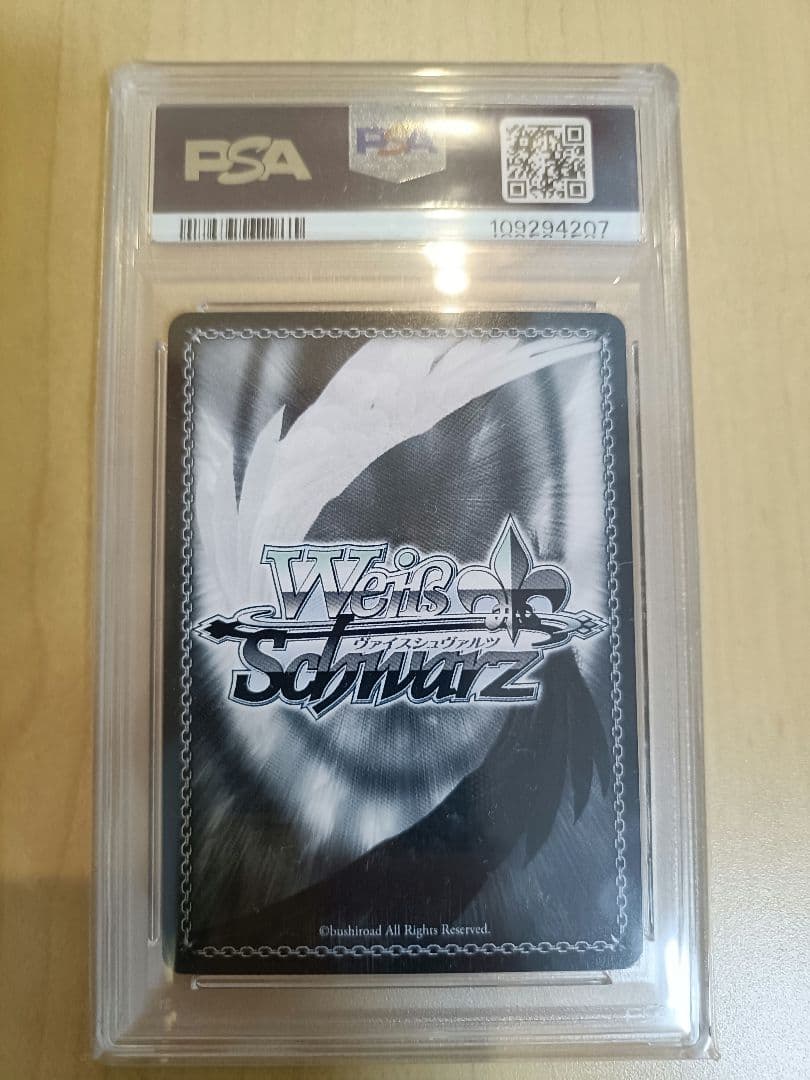 PSA
PSA
109294207
Weiß
ヴァイスシュヴァルツ
Schwarz
©bushiroad All Rights Reserved.